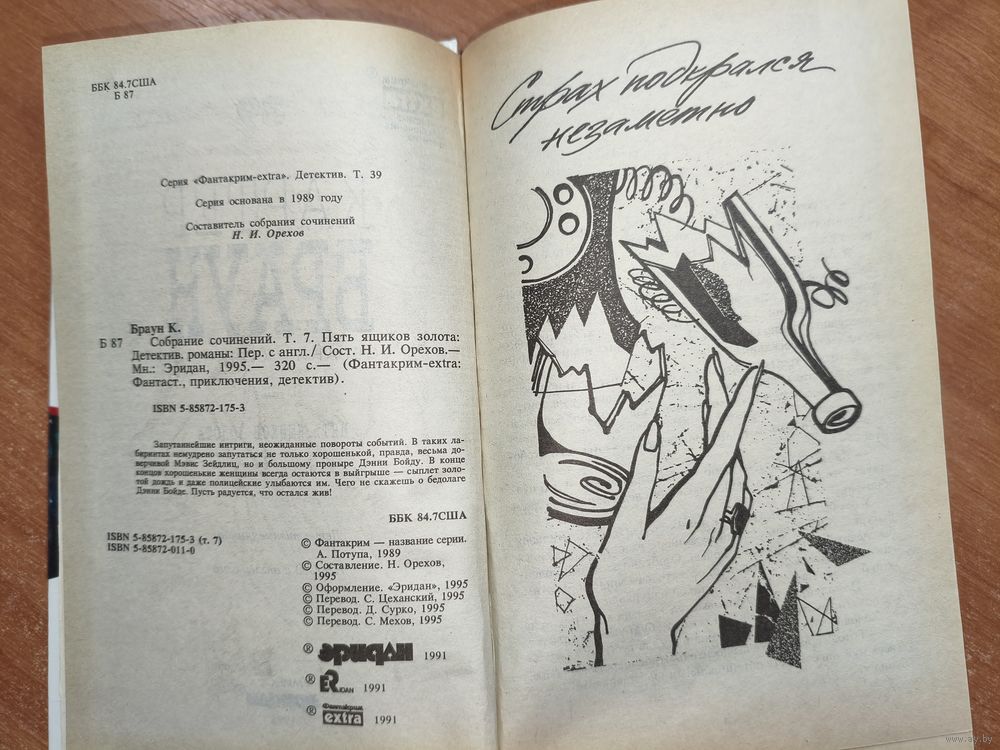 ББК 84.7США
Б 87
Серия «Фантакрим-extra». Детектив. Т. 39
Серия основана в 1989 году
Составитель собрания сочинений
Н. И. Орехов
Браун К.
Б 87 Собрание сочинений. Т. 7. Пять ящиков золота:
Детектив. романы: Пер. с англ./ Сост. Н. И. Орехов.—
Мн.: Эридан, 1995.— 320 с.— (Фантакрим-extra:
Фантаст., приключения, детектив).
ISBN 5-85872-175-3
Запутаннейшие интриги, неожиданные повороты событий. В таких ла-
биринтах немудрено запутаться не только хорошенькой, правда, весьма до-
верчивой Мэвис Зейдлиц, но и большому проныре Дэнни Бойду. В конце
концов хорошенькие женщины всегда остаются в выигрыше — сыплет золо-
той дождь и даже полицейские улыбаются им. Чего не скажешь о бедолаге
Дэнни Бойде. Пусть радуется, что остался жив!
ББК 84.7США
ISBN 5-85872-175-3 (т. 7)
ISBN 5-85872-011-0
© Фантакрим — название серии.
А. Потупа, 1989
© Составление. Н. Орехов,
1995
© Оформление. «Эридан», 1995
© Перевод. С. Цеханский, 1995
© Перевод. Д. Сурко, 1995
© Перевод. С. Мехов, 1995
® эридан 1991
® ERIDAN 1991
® Фантакрим extra 1991
Страх подкрался
незаметно
www.ay.by